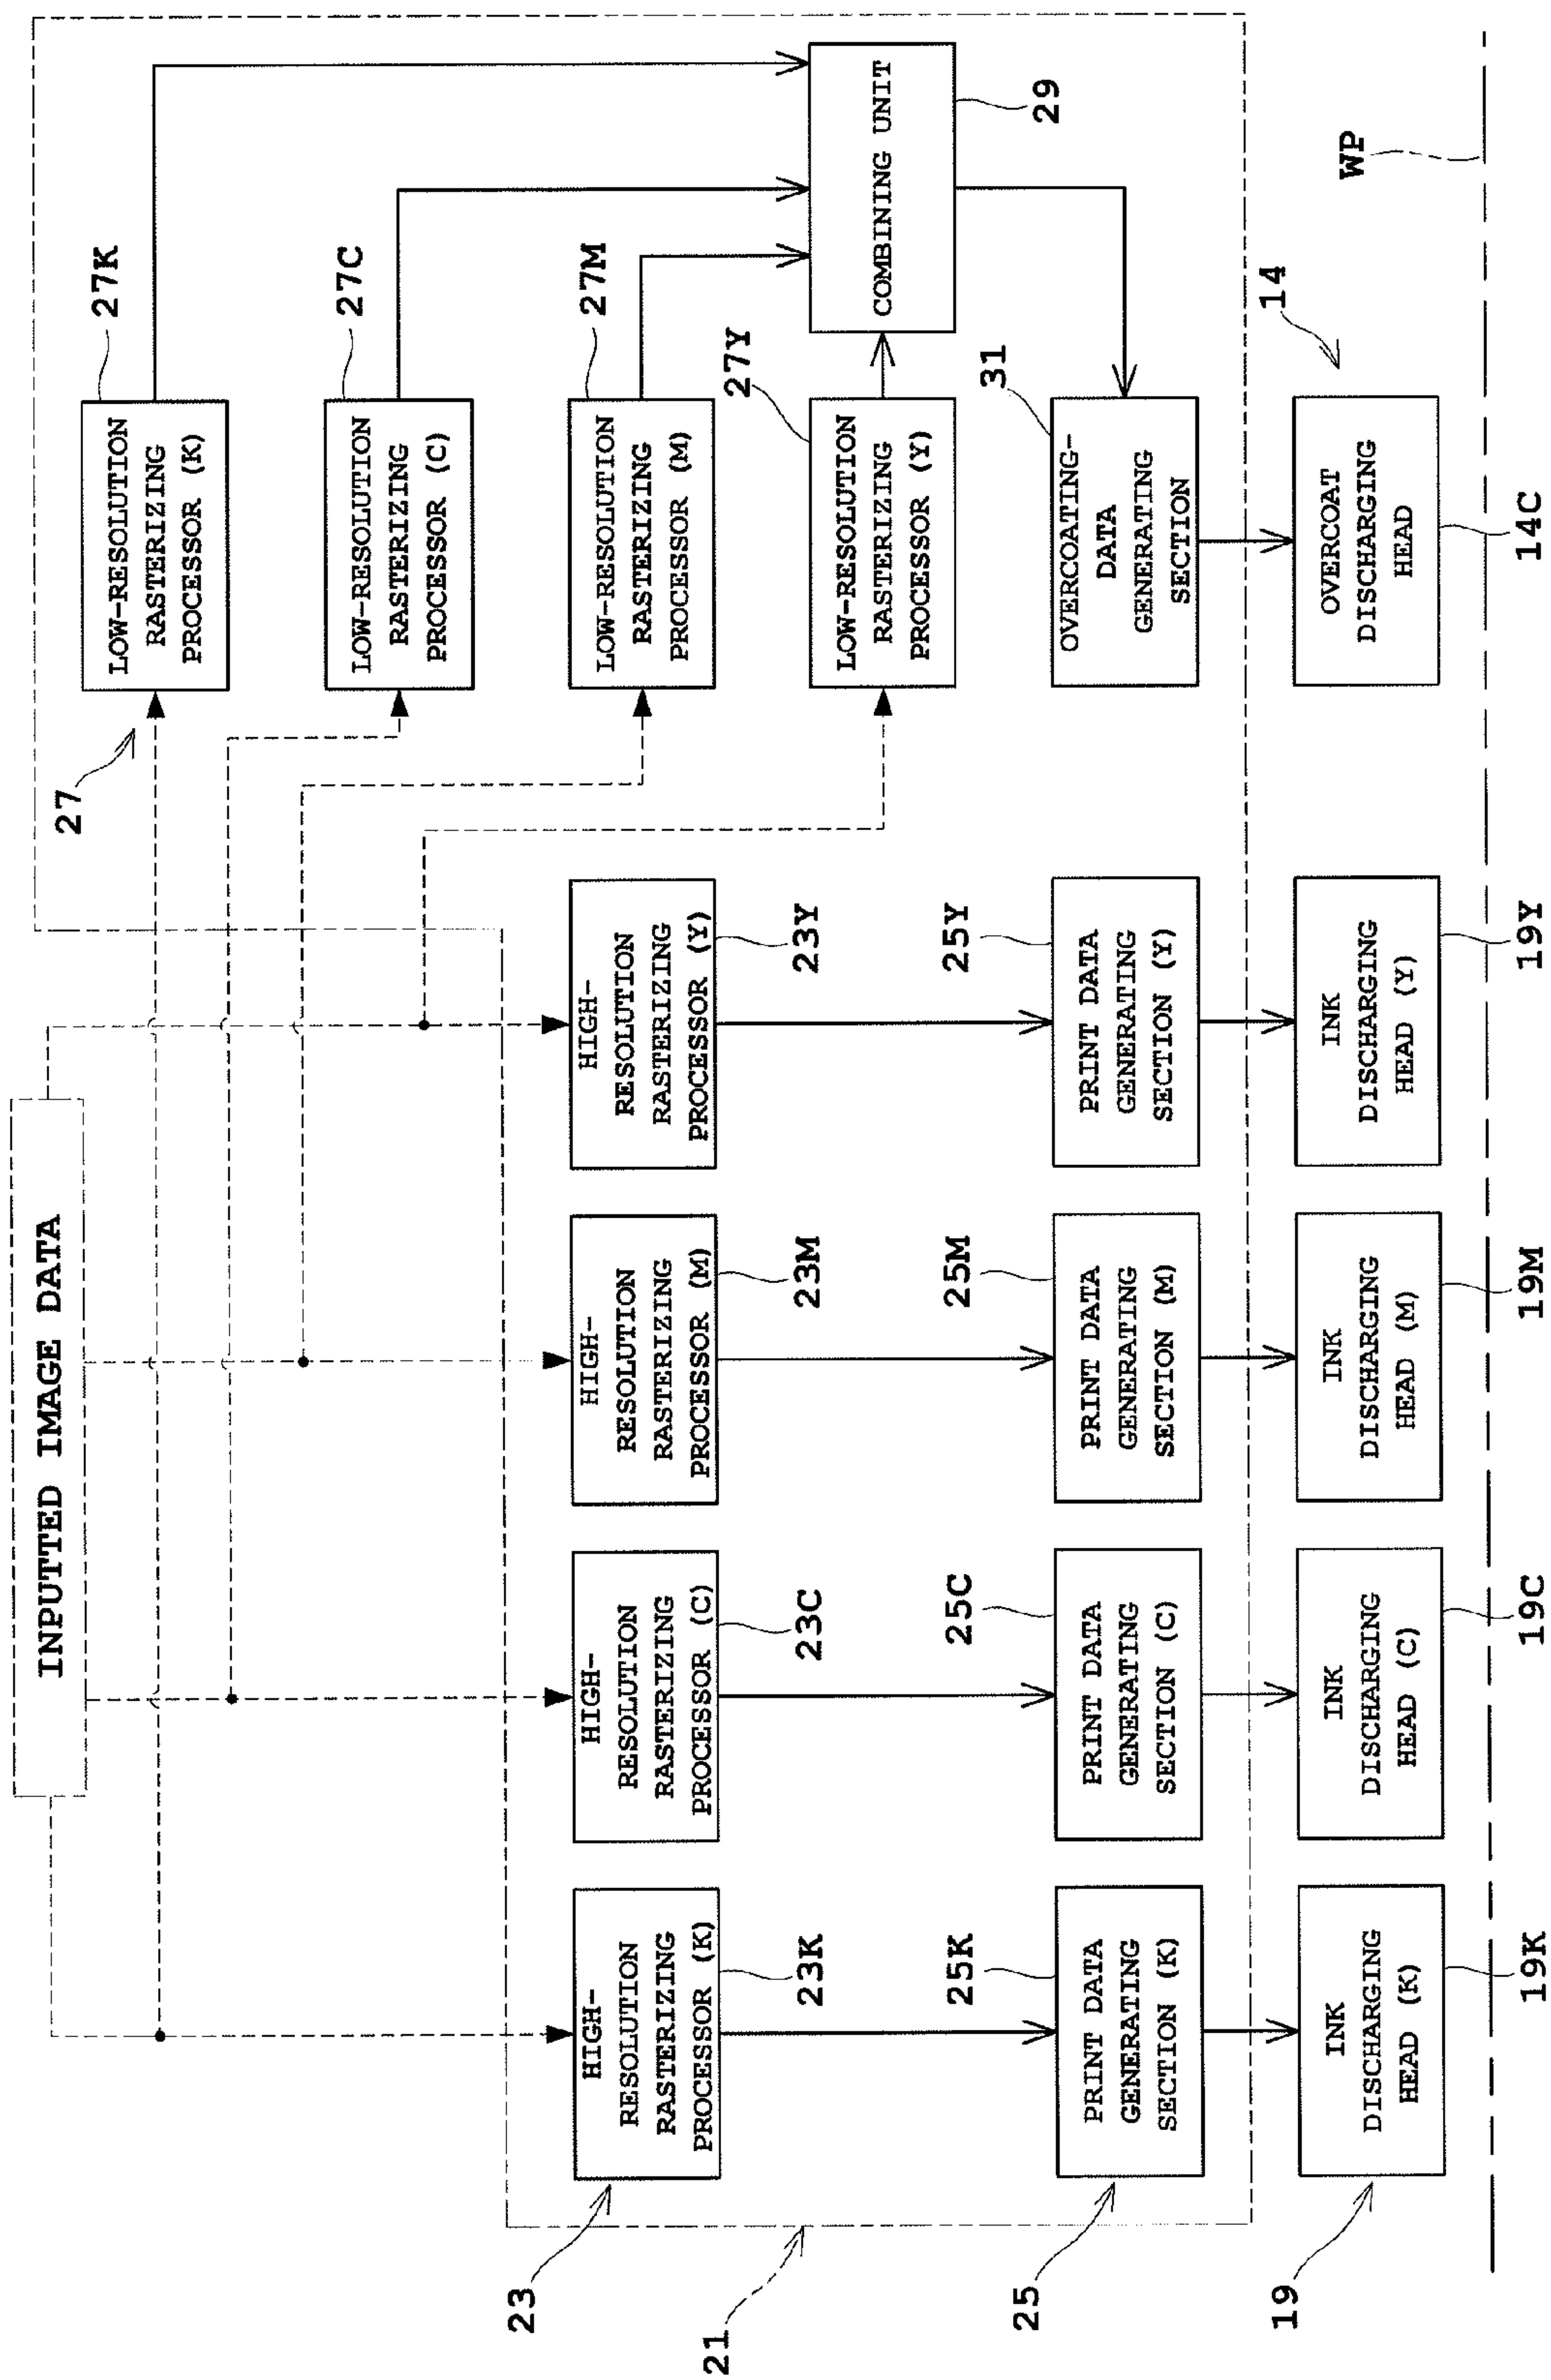 INPUTTED IMAGE DATA
27
LOW-RESOLUTION
RASTERIZING
PROCESSOR (K)
27K
LOW-RESOLUTION
RASTERIZING
PROCESSOR (C)
27C
LOW-RESOLUTION
RASTERIZING
PROCESSOR (M)
27M
LOW-RESOLUTION
RASTERIZING
PROCESSOR (Y)
27Y
COMBINING UNIT
29
23
HIGH-
RESOLUTION
RASTERIZING
PROCESSOR (K)
23K
HIGH-
RESOLUTION
RASTERIZING
PROCESSOR (C)
23C
HIGH-
RESOLUTION
RASTERIZING
PROCESSOR (M)
23M
HIGH-
RESOLUTION
RASTERIZING
PROCESSOR (Y)
23Y
21
25
25K
PRINT DATA
GENERATING
SECTION (K)
25C
PRINT DATA
GENERATING
SECTION (C)
25M
PRINT DATA
GENERATING
SECTION (M)
25Y
PRINT DATA
GENERATING
SECTION (Y)
31
OVERCOATING-
DATA
GENERATING
SECTION
19
INK
DISCHARGING
HEAD (K)
19K
INK
DISCHARGING
HEAD (C)
19C
INK
DISCHARGING
HEAD (M)
19M
INK
DISCHARGING
HEAD (Y)
19Y
14
OVERCOAT
DISCHARGING
HEAD
14C
WP